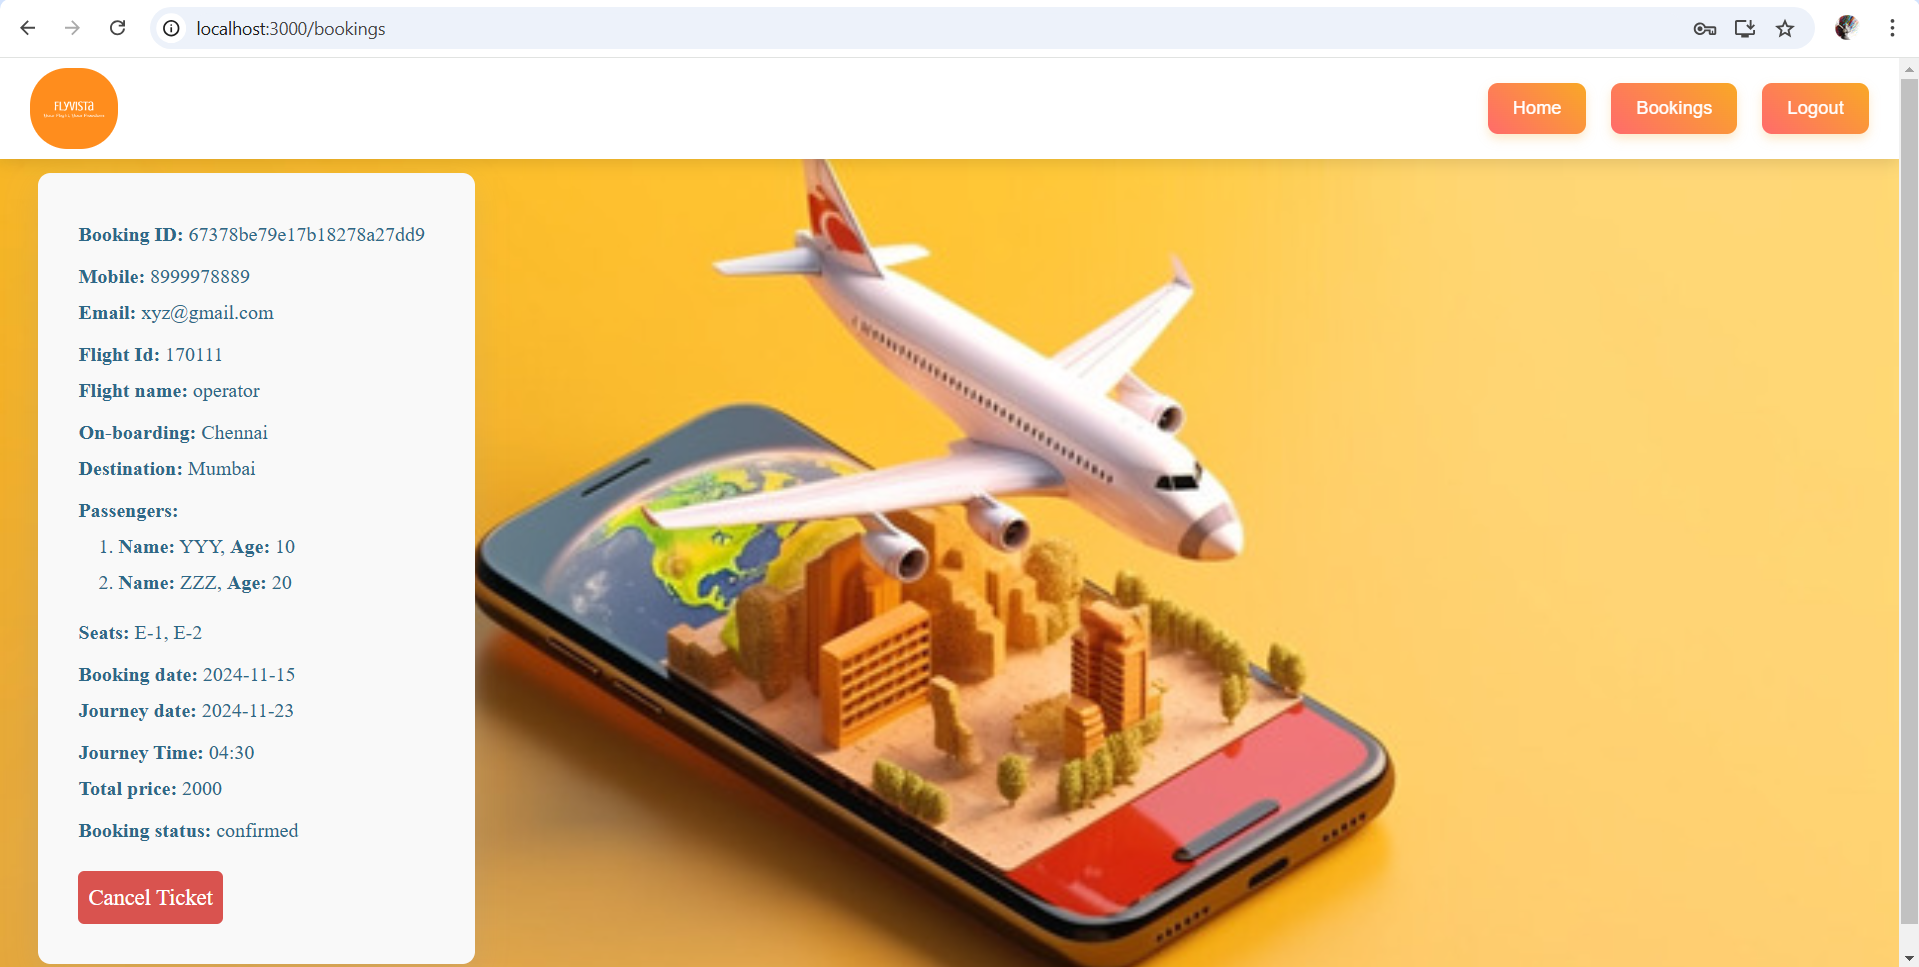 localhost:3000/bookings
FLYVISTA
Home
Bookings
Logout
Booking ID: 67378be79e17b18278a27dd9
Mobile: 8999978889
Email: xyz@gmail.com
Flight Id: 170111
Flight name: operator
On-boarding: Chennai
Destination: Mumbai
Passengers:
1. Name: YYY, Age: 10
2. Name: ZZZ, Age: 20
Seats: E-1, E-2
Booking date: 2024-11-15
Journey date: 2024-11-23
Journey Time: 04:30
Total price: 2000
Booking status: confirmed
Cancel Ticket